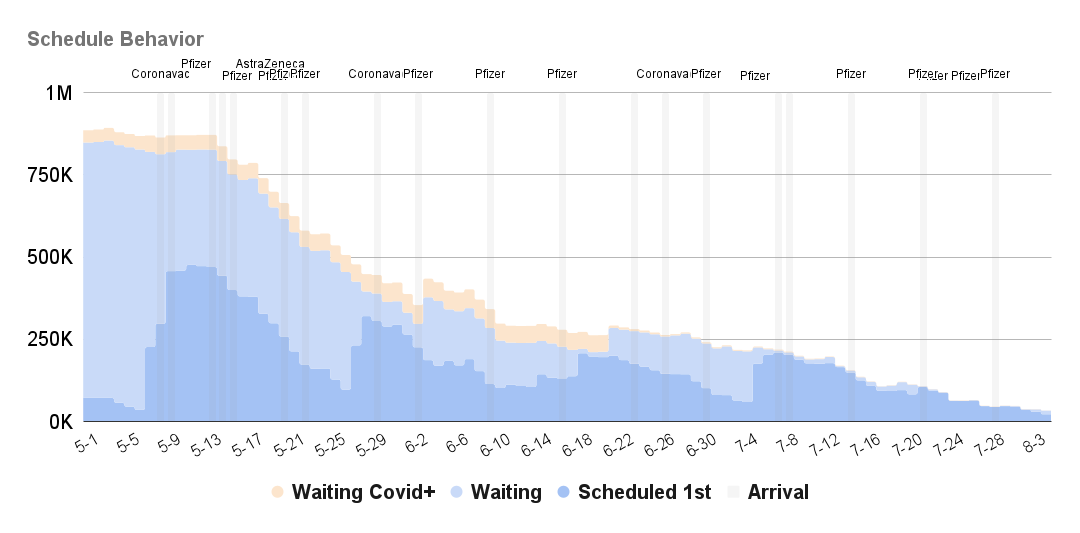 Schedule Behavior
Pfizer AstraZeneca
Coronavac Pfizer Pfizer Coronava Pfizer Pfizer Pfizer Coronava Pfizer Pfizer Pfizer Pfizer Pfizer
1M
750K
500K
250K
0K
5-1 5-5 5-9 5-13 5-17 5-21 5-25 5-29 6-2 6-6 6-10 6-14 6-18 6-22 6-26 6-30 7-4 7-8 7-12 7-16 7-20 7-24 7-28 8-3
Waiting Covid+ Waiting Scheduled 1st Arrival